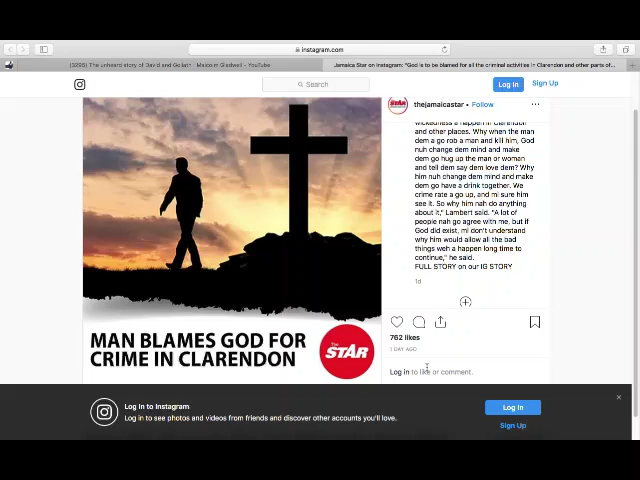 instagram.com
(3295) The unheard story of David and Goliath | Malcolm Gladwell - YouTube
Jamaica Star on Instagram: "God is to be blamed for all the criminal activities in Clarendon and other parts of...
Search
Log In
Sign Up
thejamaicastar • Follow
wickedness a happen in Clarendon
and other places. Why when the man
dem a go rob a man and kill him, God
nuh change dem mind and make
dem go hug up the man or woman
and tell dem say dem love dem? Why
him nuh change dem mind and make
dem go have a drink together. We
crime rate a go up, and mi sure him
see it. So why him nah do anything
about it," Lambert said. "A lot of
people nah go agree with me, but if
God did exist, mi don't understand
why him would allow all the bad
things weh a happen long time to
continue," he said.
FULL STORY on our IG STORY
1d
762 likes
1 DAY AGO
Log in to like or comment.
MAN BLAMES GOD FOR
CRIME IN CLARENDON
The
STAR
Log In to Instagram
Log in to see photos and videos from friends and discover other accounts you'll love.
Log In
Sign Up